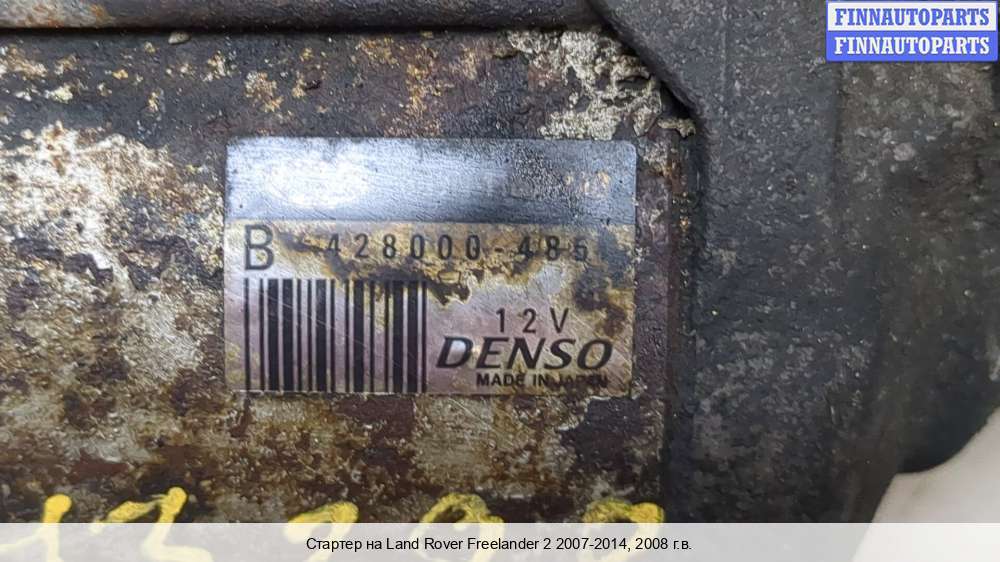 FINNAUTOPARTS
FINNAUTOPARTS
B 428000-485
12V
DENSO
MADE IN JAPAN
Стартер на Land Rover Freelander 2 2007-2014, 2008 г.в.